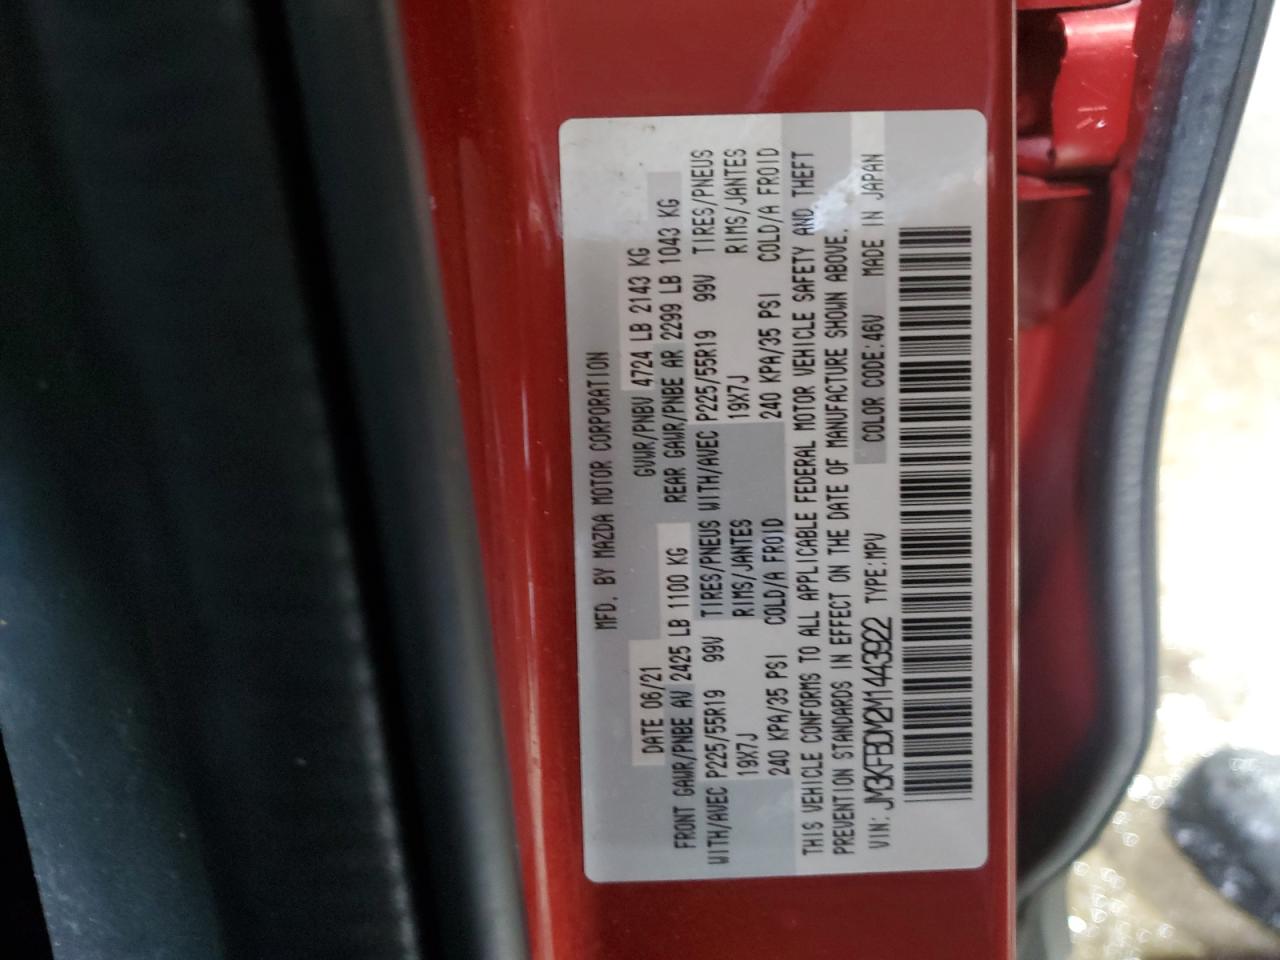 MFD. BY MAZDA MOTOR CORPORATION
DATE 06/21 GVWR/PNBV 4724 LB 2143 KG
FRONT GAWR/PNBE AV 2425 LB 1100 KG REAR GAWR/PNBE AR 2299 LB 1043 KG
WITH/AVEC P225/55R19 99V TIRES/PNEUS WITH/AVEC P225/55R19 99V TIRES/PNEUS
19X7J RIMS/JANTES 19X7J RIMS/JANTES
240 KPA/35 PSI COLD/A FROID 240 KPA/35 PSI COLD/A FROID
THIS VEHICLE CONFORMS TO ALL APPLICABLE FEDERAL MOTOR VEHICLE SAFETY AND THEFT
PREVENTION STANDARDS IN EFFECT ON THE DATE OF MANUFACTURE SHOWN ABOVE.
VIN: JM3KFBDM2M1443922 TYPE:MPV COLOR CODE:46V MADE IN JAPAN